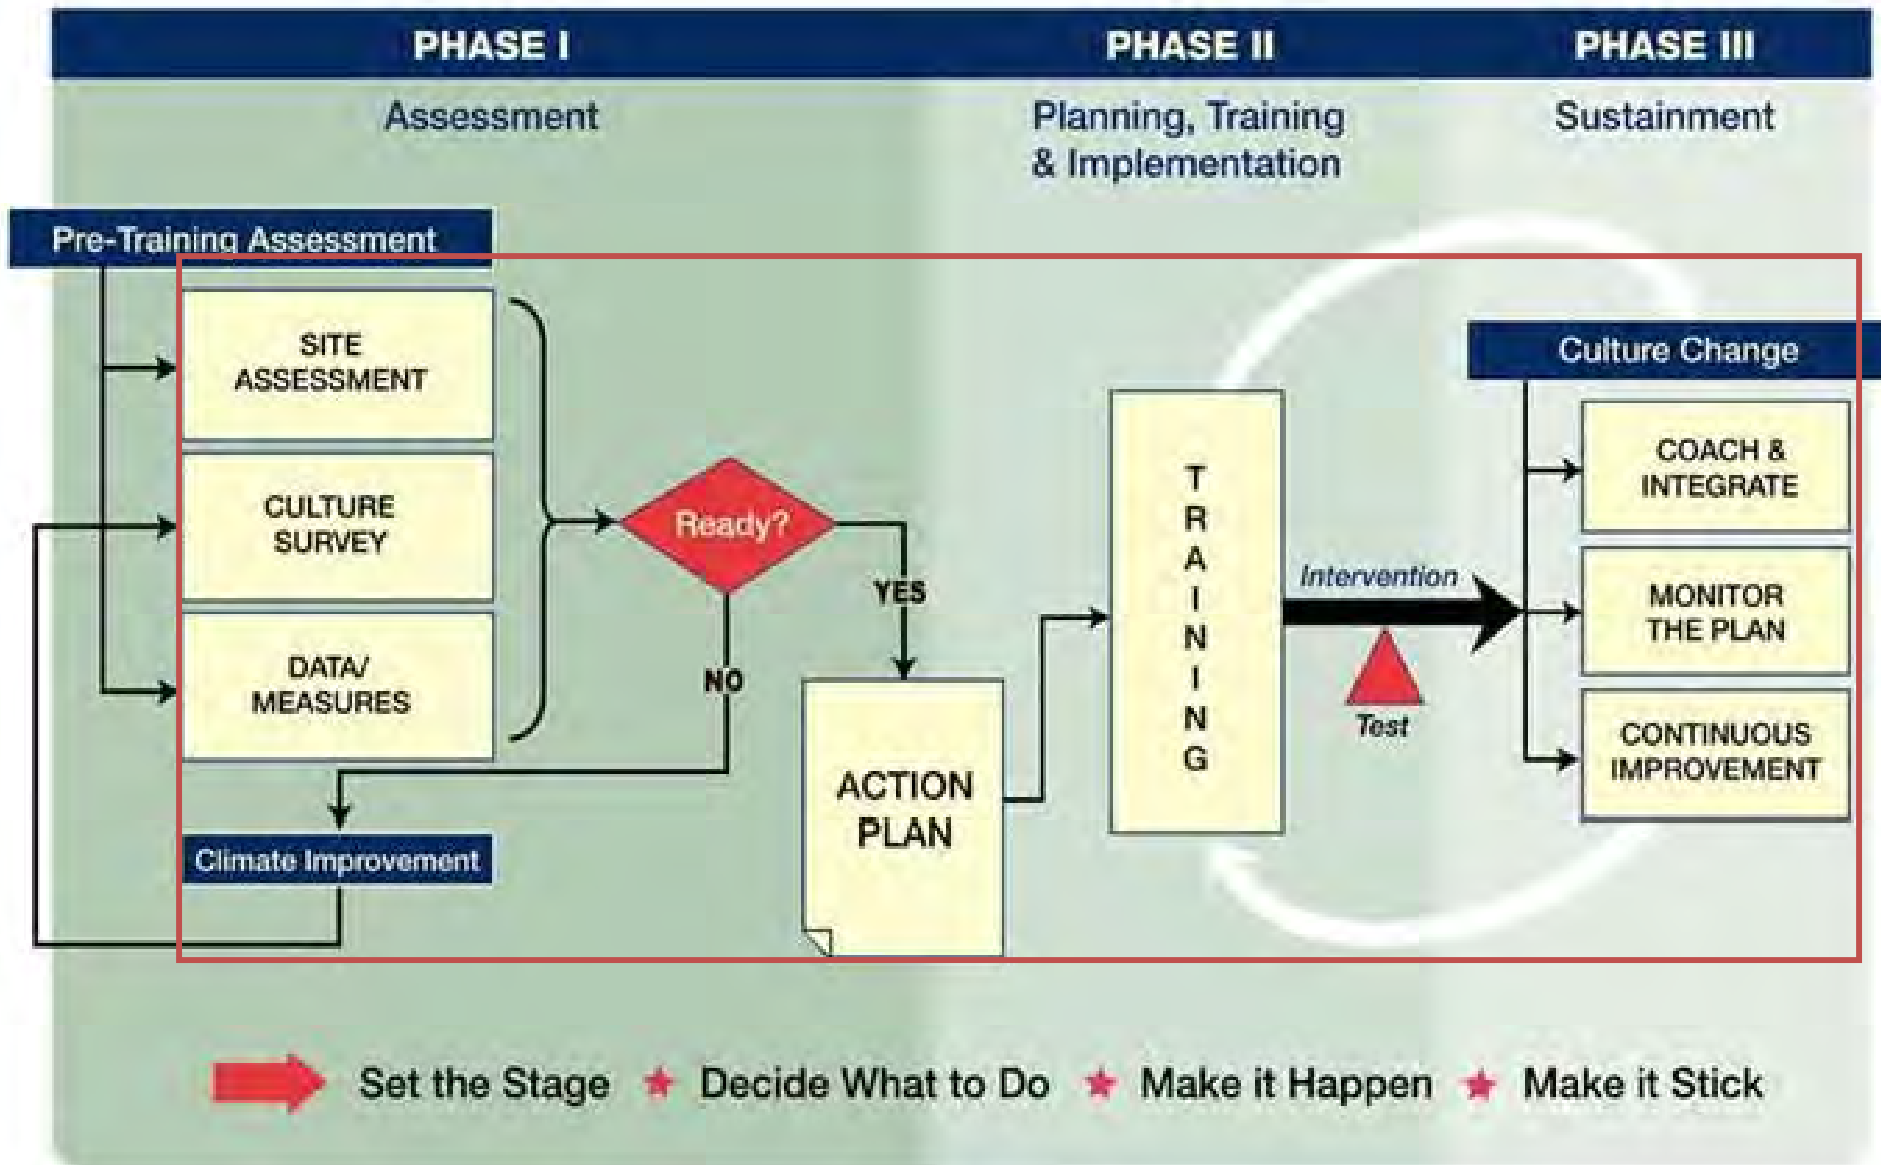 PHASE I
PHASE II
PHASE III
Assessment
Planning, Training
& Implementation
Sustainment
Pre-Training Assessment
SITE
ASSESSMENT
CULTURE
SURVEY
DATA/
MEASURES
Ready?
YES
NO
Climate Improvement
ACTION
PLAN
TRAINING
Intervention
Test
Culture Change
COACH &
INTEGRATE
MONITOR
THE PLAN
CONTINUOUS
IMPROVEMENT
Set the Stage ★ Decide What to Do ★ Make it Happen ★ Make it Stick